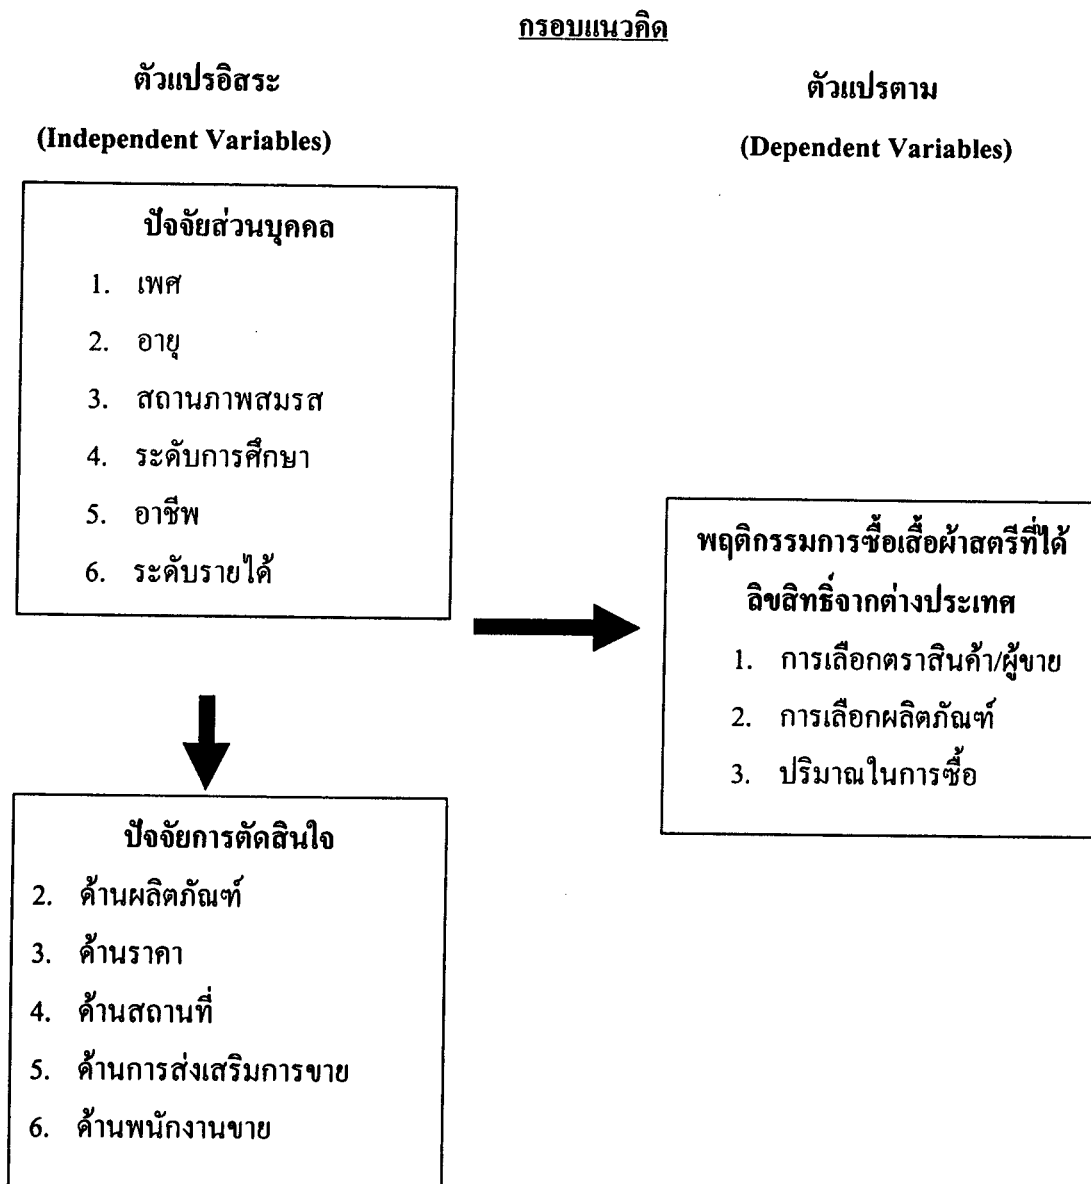 กรอบแนวคิด
ตัวแปรอิสระ
(Independent Variables)
ตัวแปรตาม
(Dependent Variables)
ปัจจัยส่วนบุคคล
1. เพศ
2. อายุ
3. สถานภาพสมรส
4. ระดับการศึกษา
5. อาชีพ
6. ระดับรายได้
พฤติกรรมการซื้อเสื้อผ้าสตรีที่ได้
ลิขสิทธิ์จากต่างประเทศ
1. การเลือกตราสินค้า/ผู้ขาย
2. การเลือกผลิตภัณฑ์
3. ปริมาณในการซื้อ
ปัจจัยการตัดสินใจ
2. ด้านผลิตภัณฑ์
3. ด้านราคา
4. ด้านสถานที่
5. ด้านการส่งเสริมการขาย
6. ด้านพนักงานขาย